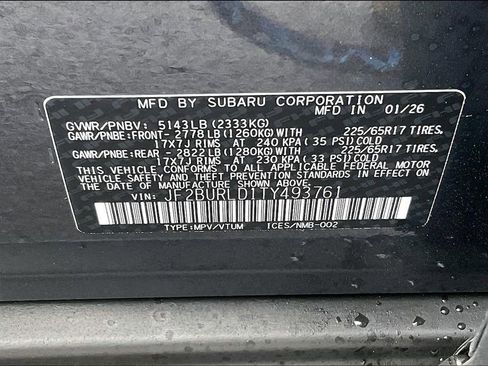 MFD BY SUBARU CORPORATION
MFD IN 01/26
GVWR/PNBV: 5143LB(2333KG)
GAWR/PNBE:FRONT-2778LB(1260KG)WITH 225/65R17 TIRES.
17X7J RIMS AT 240 KPA ( 35 PSI) COLD
GAWR/PNBE:REAR -2822LB(1280KG)WITH 225/65R17 TIRES.
17X7J RIMS AT 230 KPA ( 33 PSI) COLD
THIS VEHICLE CONFORMS TO ALL APPLICABLE FEDERAL MOTOR
VEHICLE SAFETY, BUMPER, AND THEFT PREVENTION STANDARDS
IN EFFECT ON THE DATE OF MANUFACTURE SHOWN ABOVE.
VIN: JF2BURLD1TY493761
TYPE:MPV/VTUM ICES/NMB-002